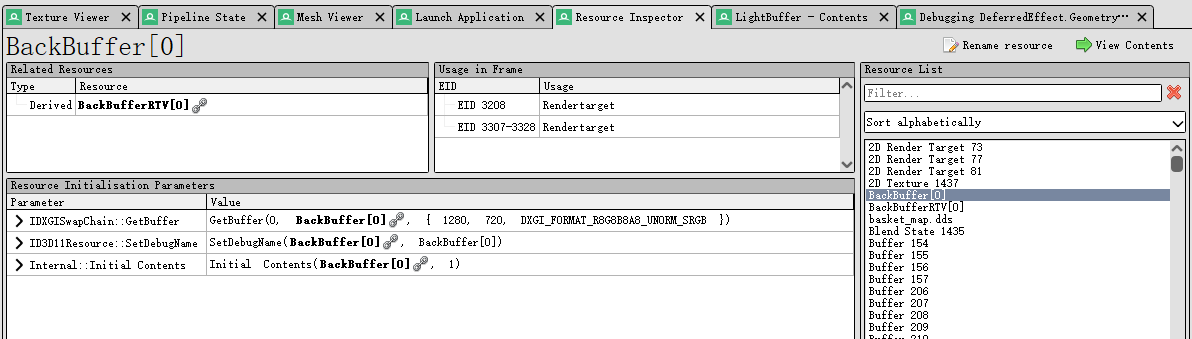 Texture Viewer Pipeline State Mesh Viewer Launch Application Resource Inspector LightBuffer - Contents Debugging DeferredEffect.Geometry…
BackBuffer[0]
Rename resource View Contents
Related Resources
Type Resource
Derived BackBufferRTV[0]
Usage in Frame
EID Usage
EID 3208 Rendertarget
EID 3307-3328 Rendertarget
Resource Initialisation Parameters
Parameter Value
IDXGISwapChain::GetBuffer GetBuffer(0, BackBuffer[0], { 1280, 720, DXGI_FORMAT_R8G8B8A8_UNORM_SRGB })
ID3D11Resource::SetDebugName SetDebugName(BackBuffer[0], BackBuffer[0])
Internal::Initial Contents Initial Contents(BackBuffer[0], 1)
Resource List
Filter...
Sort alphabetically
2D Render Target 73
2D Render Target 77
2D Render Target 81
2D Texture 1437
BackBuffer[0]
BackBufferRTV[0]
basket_map.dds
Blend State 1435
Buffer 154
Buffer 155
Buffer 156
Buffer 157
Buffer 206
Buffer 207
Buffer 208
Buffer 209
Buffer 210